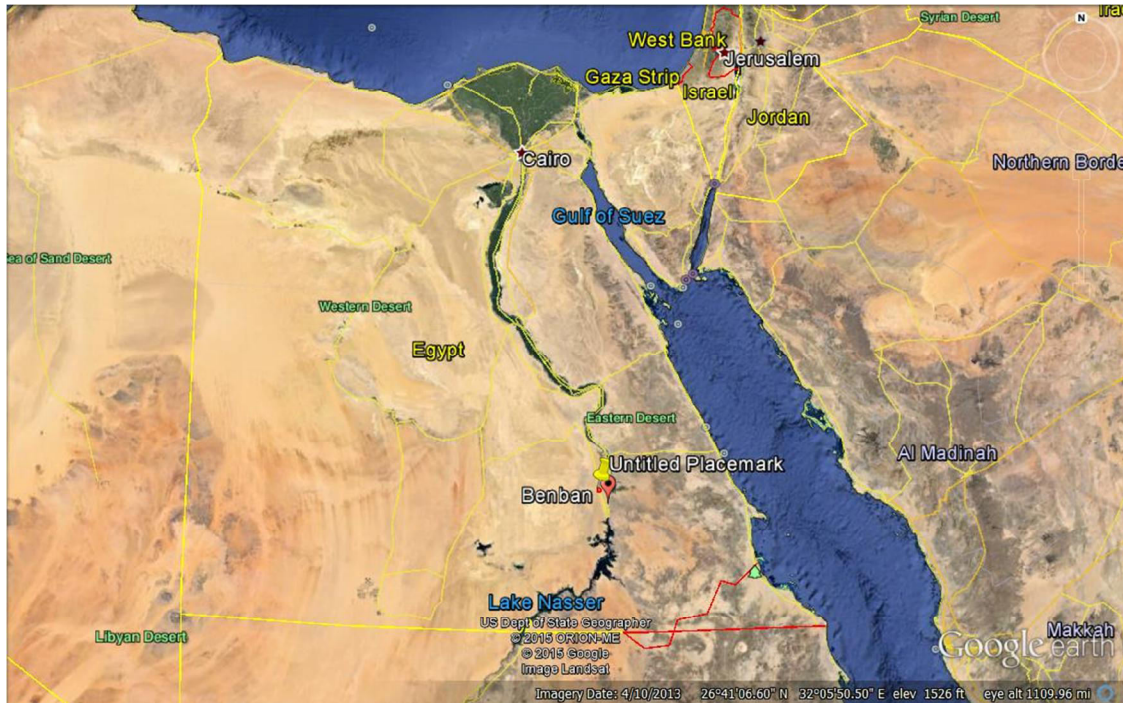 Syrian Desert
N
West Bank
Jerusalem
Gaza Strip
Israel
Jordan
Cairo
Northern Borde
Gulf of Suez
ea of Sand Desert
Western Desert
Egypt
Eastern Desert
Al Madinah
Untitled Placemark
Benban
Lake Nasser
US Dept of State Geographer
© 2015 ORION-ME
© 2015 Google
Image Landsat
Libyan Desert
Makkah
Google earth
Imagery Date: 4/10/2013 26°41'06.60" N 32°05'50.50" E elev 1526 ft eye alt 1109.96 mi